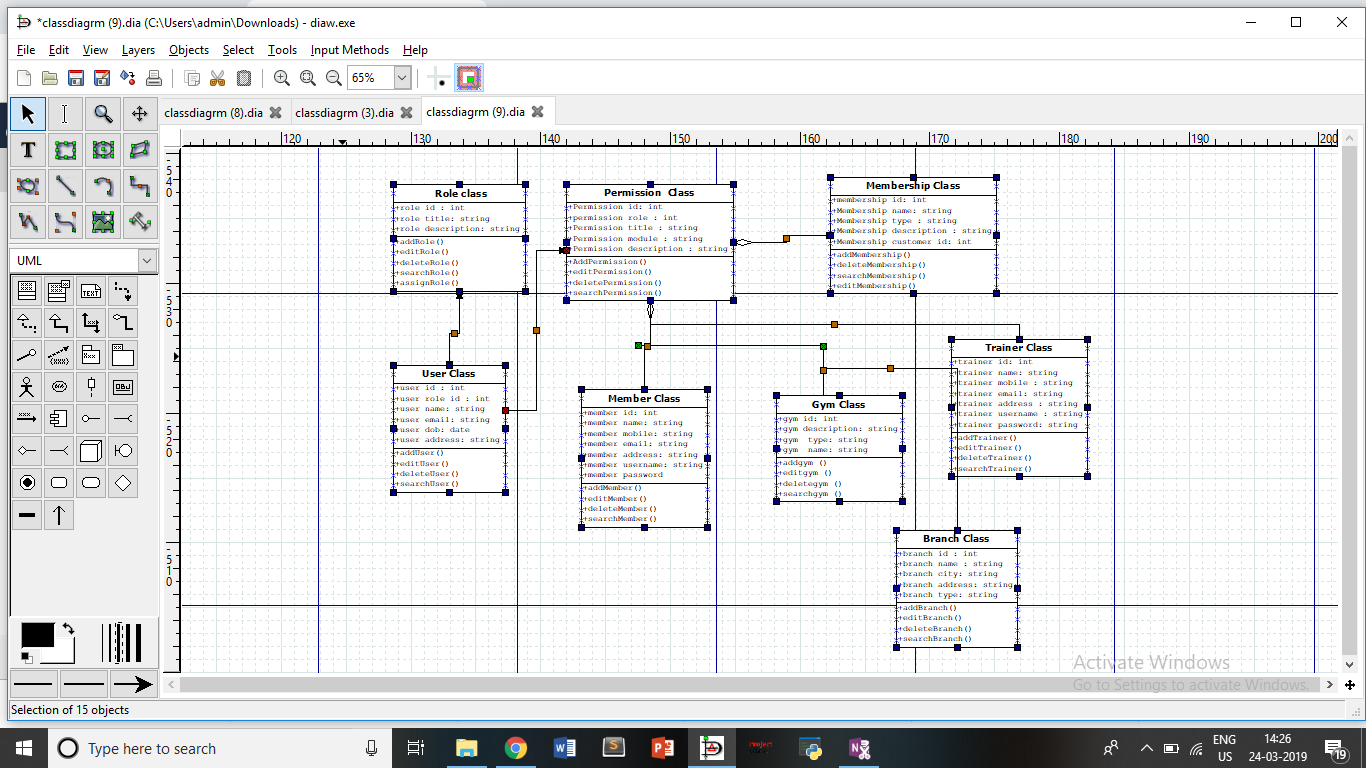 *classdiagrm (9).dia (C:\Users\admin\Downloads) - diaw.exe
File Edit View Layers Objects Select Tools Input Methods Help
65%
classdiagrm (8).dia classdiagrm (3).dia classdiagrm (9).dia
120 130 140 150 160 170 180 190 200
T
UML
TEXT
OBJ
-540
-530
-520
-510
Role class
+role id : int
+role title: string
+role description: string
+addRole()
+editRole()
+deleteRole()
+searchRole()
+assignRole()
Permission Class
+Permission id: int
+permission role : int
+Permission title : string
+Permission module : string
+Permission description : string
+AddPermission()
+editPermission()
+deletePermission()
+searchPermission()
Membership Class
+membership id: int
+Membership name: string
+Membership type : string
+Membership description : string
+Membership customer id: int
+addMembership()
+deleteMembership()
+searchMembership()
+editMembership()
User Class
+user id : int
+user role id : int
+user name: string
+user email: string
+user dob: date
+user address: string
+addUser()
+editUser()
+deleteUser()
+searchUser()
Member Class
+member id: int
+member name: string
+member mobile: string
+member email: string
+member address: string
+member username: string
+member password
+addMember()
+editMember()
+deleteMember()
+searchMember()
Gym Class
+gym id: int
+gym description: string
+gym type: string
+gym name: string
+addgym ()
+editgym ()
+deletegym ()
+searchgym ()
Trainer Class
+trainer id: int
+trainer name: string
+trainer mobile : string
+trainer email: string
+trainer address : string
+trainer username : string
+trainer password: string
+addTrainer()
+editTrainer()
+deleteTrainer()
+searchTrainer()
Branch Class
+branch id : int
+branch name : string
+branch city: string
+branch address: string
+branch type: string
+addBranch()
+editBranch()
+deleteBranch()
+searchBranch()
Activate Windows
Go to Settings to activate Windows.
Selection of 15 objects
Type here to search
ENG
US
14:26
24-03-2019
19